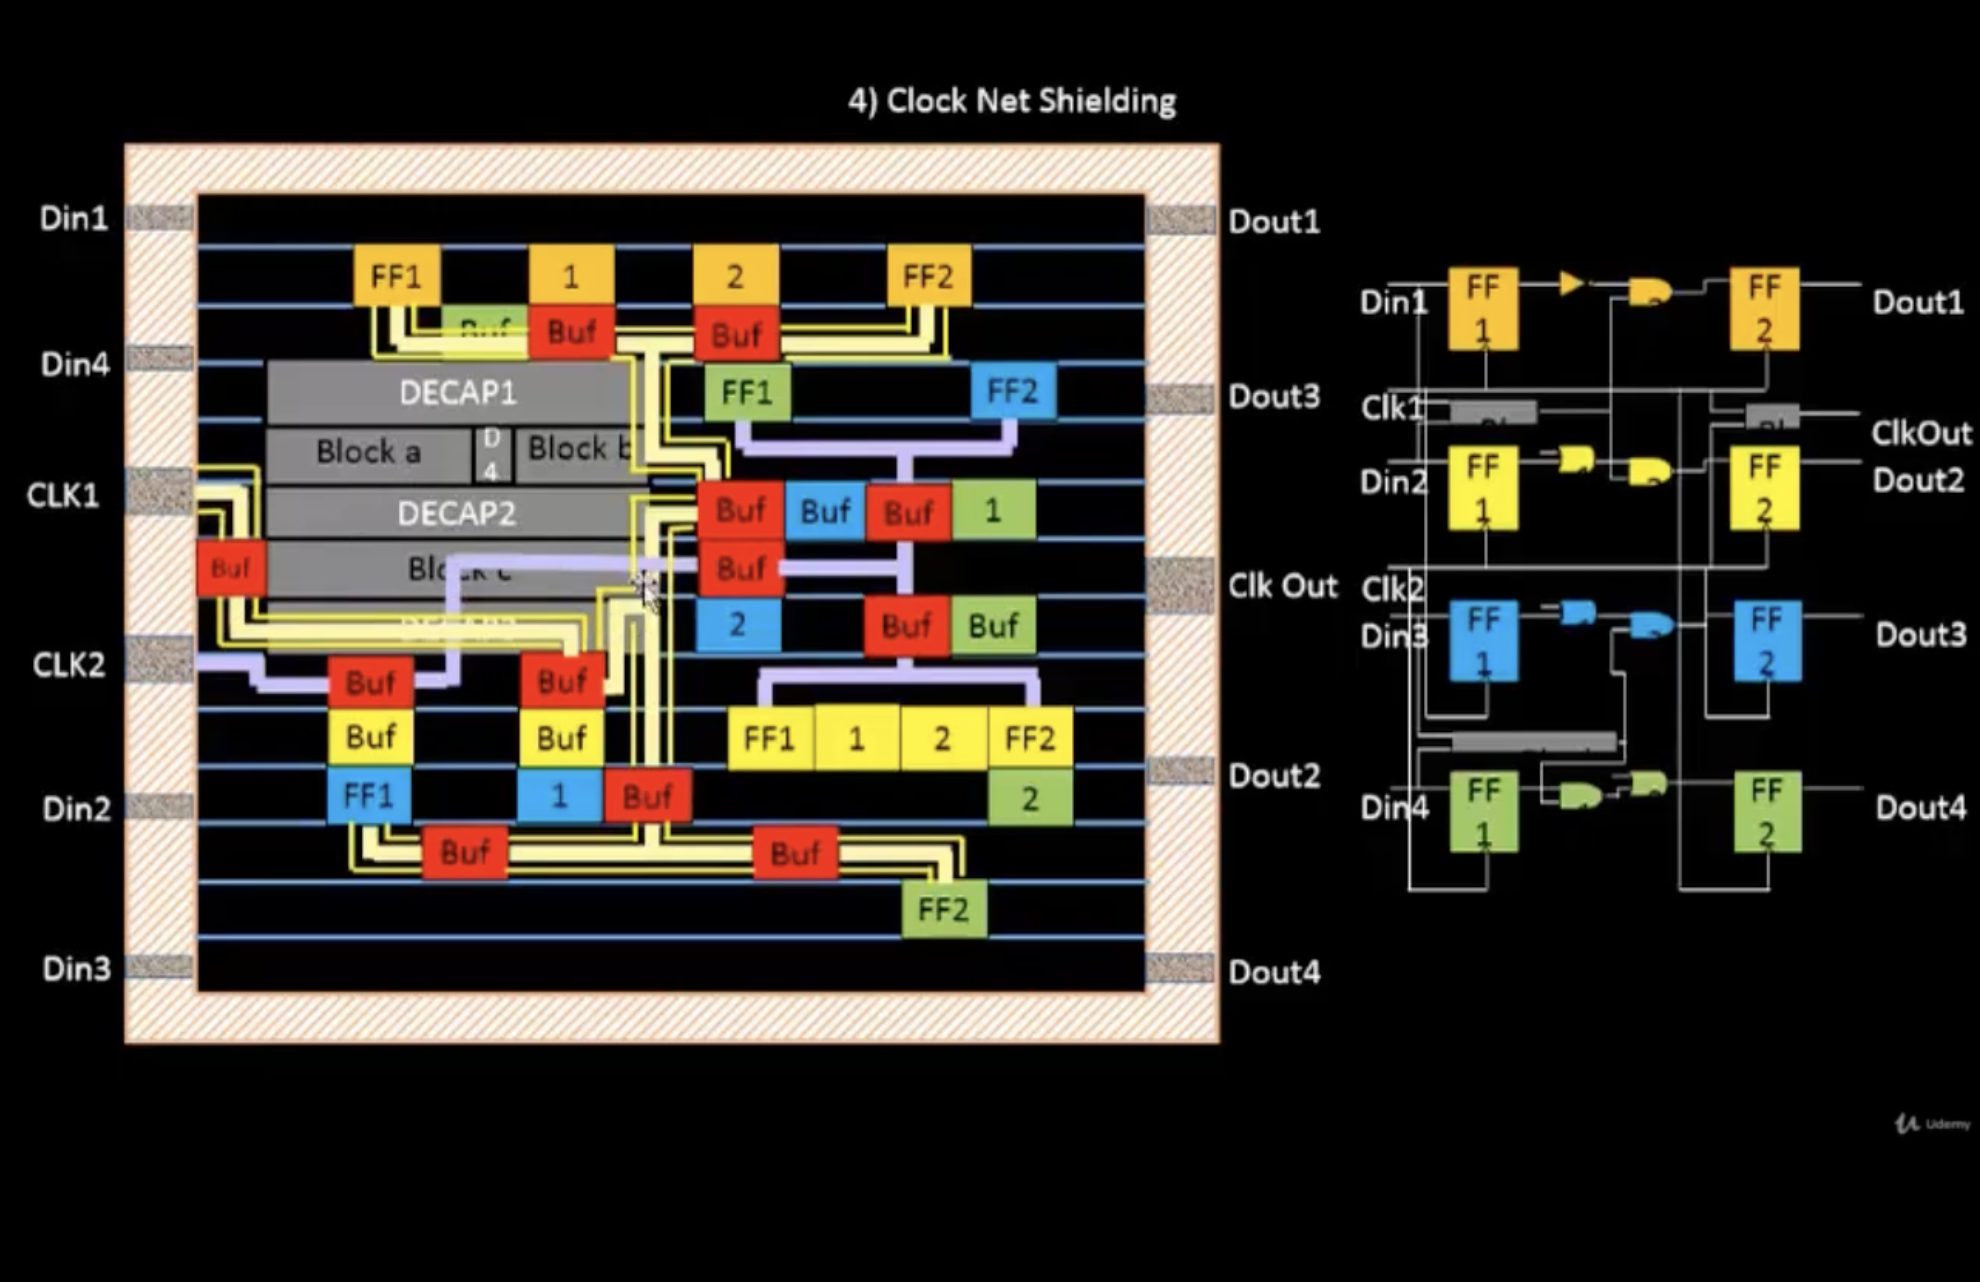 4) Clock Net Shielding
Din1
Dout1
FF1
1
2
FF2
Buf
Buf
Buf
Din4
DECAP1
FF1
FF2
Dout3
Block a
D
4
Block b
CLK1
DECAP2
Buf
Buf
Buf
1
Buf
Block c
Buf
Clk Out
2
Buf
Buf
CLK2
Buf
Buf
Buf
Buf
FF1
1
2
FF2
Dout2
Din2
FF1
1
Buf
2
Buf
Buf
FF2
Din3
Dout4
Din1
FF
1
FF
2
Dout1
Clk1
ClkOut
Din2
FF
1
FF
2
Dout2
Clk2
Din3
FF
1
FF
2
Dout3
Din4
FF
1
FF
2
Dout4
Udemy